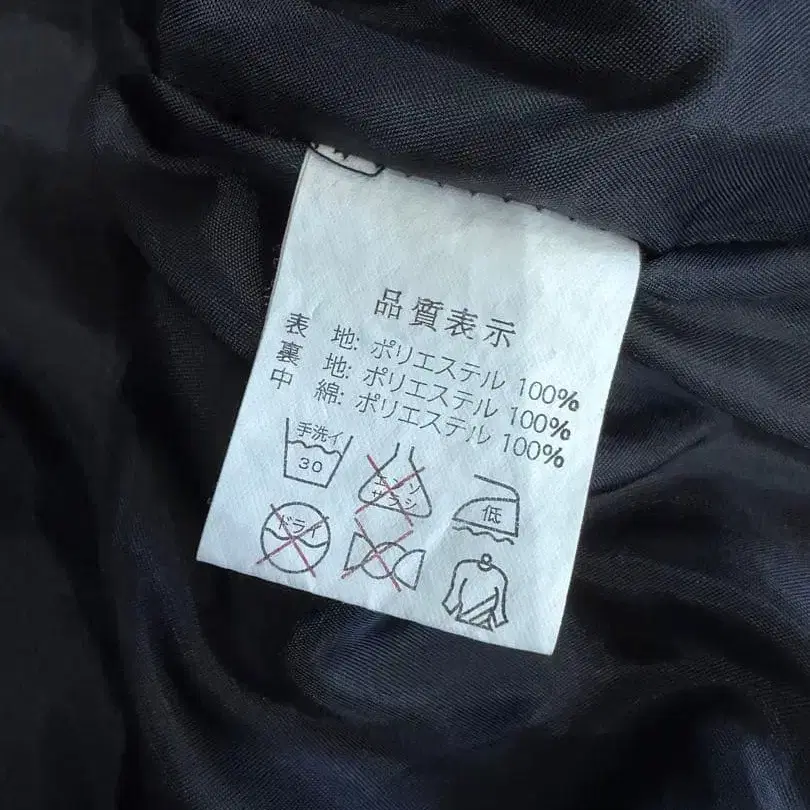 品質表示
表 地: ポリエステル 100%
裏 地: ポリエステル 100%
中 綿: ポリエステル 100%
手洗イ
30
エンソ
サラシ
低
ドライ